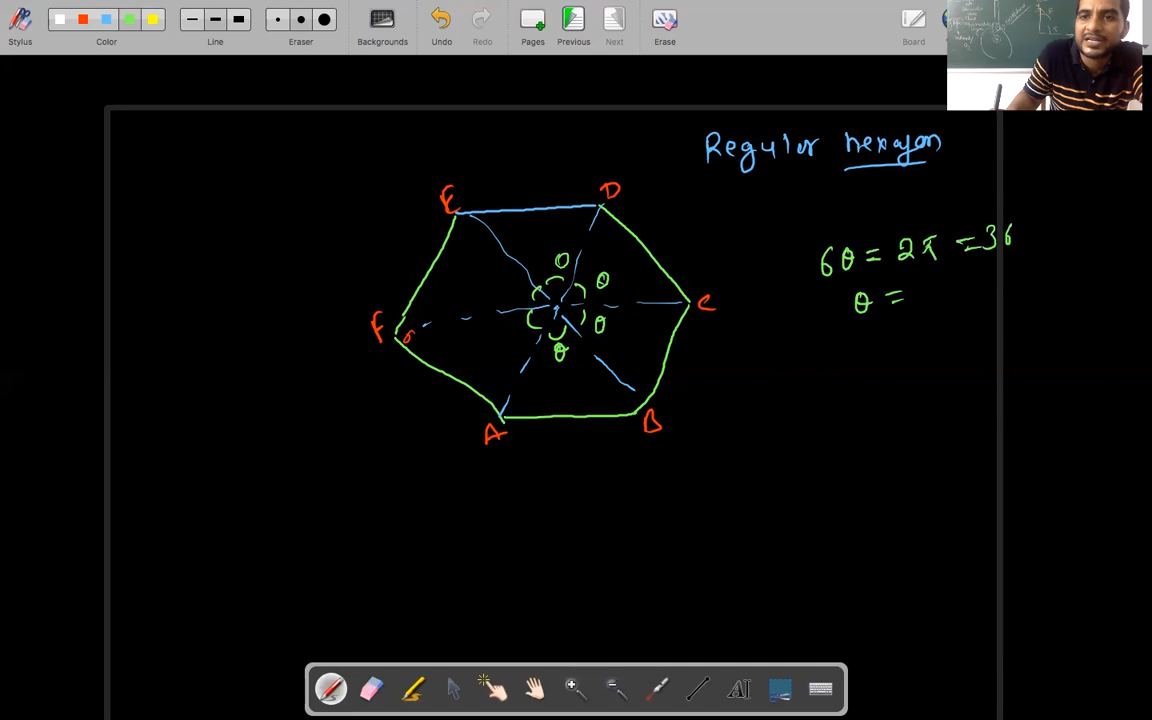 Stylus
Color
Line
Eraser
Backgrounds
Undo
Redo
Pages
Previous
Next
Erase
Board
Regular hexagon
E
D
6θ = 2π = 36
θ =
θ
θ
C
F
θ
θ
A
B